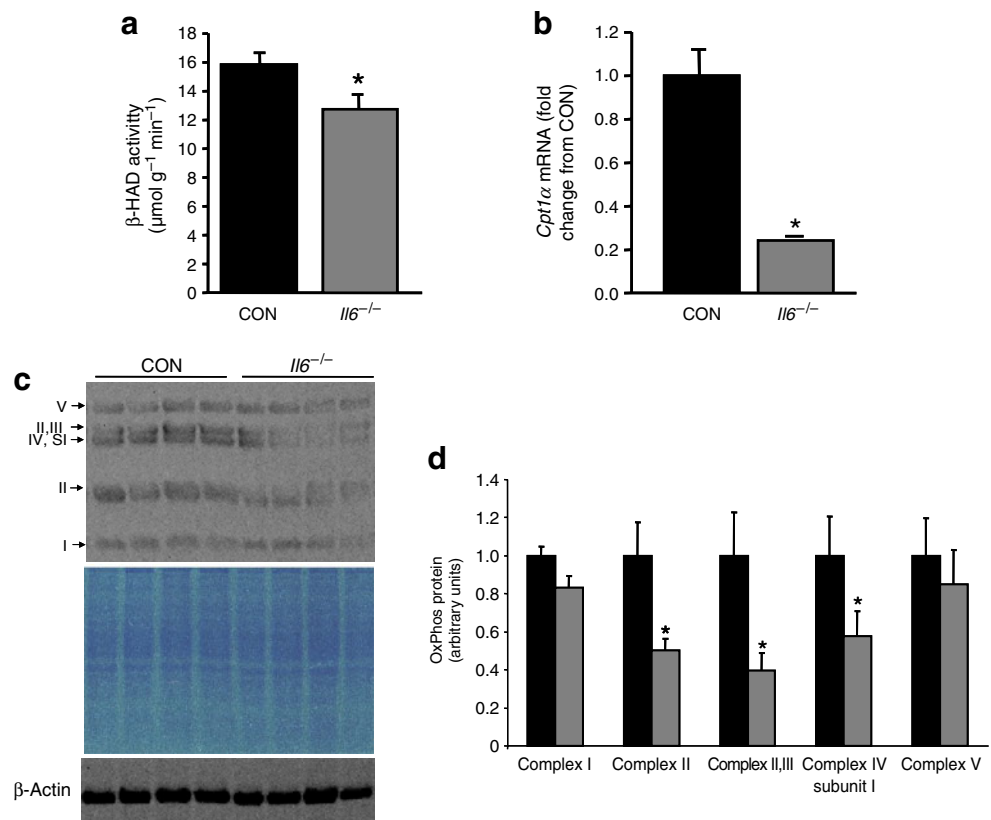 a
18
16
14
12
10
8
6
4
2
0
β-HAD activitty
(µmol g⁻¹ min⁻¹)
*
CON
Il6⁻/⁻
b
1.2
1.0
0.8
0.6
0.4
0.2
0.0
Cpt1α mRNA (fold
change from CON)
*
CON
Il6⁻/⁻
c
CON
Il6⁻/⁻
V
II,III
IV, SI
II
I
β-Actin
d
1.4
1.2
1.0
0.8
0.6
0.4
0.2
0
OxPhos protein
(arbitrary units)
*
*
*
Complex I
Complex II
Complex II,III
Complex IV
subunit I
Complex V